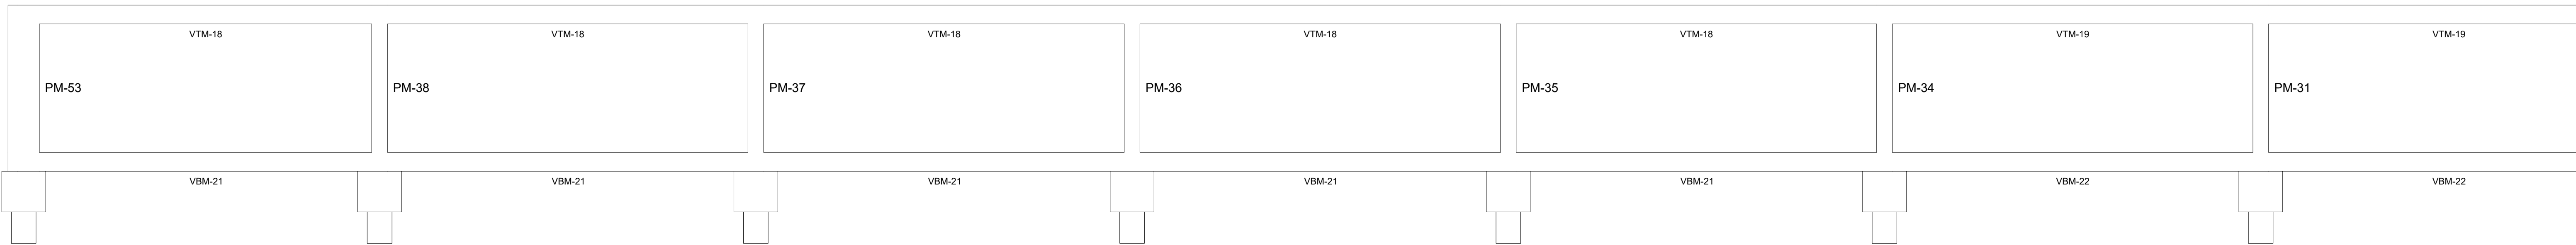 VTM-18 VTM-18 VTM-18 VTM-18 VTM-18 VTM-19 VTM-19
PM-53 PM-38 PM-37 PM-36 PM-35 PM-34 PM-31
VBM-21 VBM-21 VBM-21 VBM-21 VBM-21 VBM-22 VBM-22